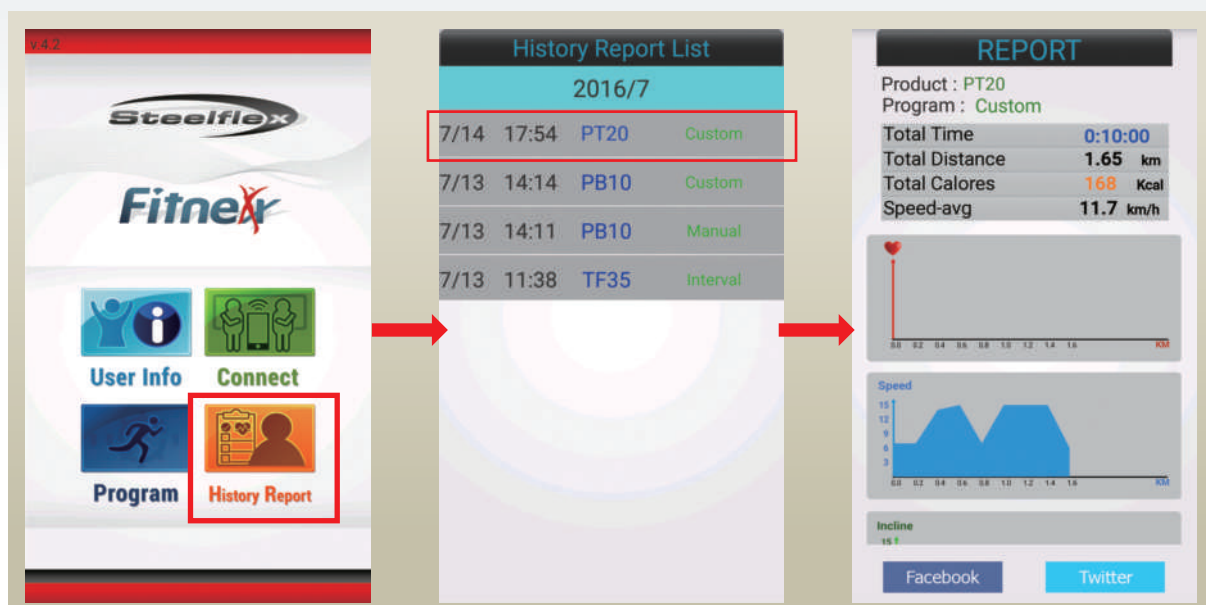 v.4.2
Steelflex
Fitnex
User Info
Connect
Program
History Report
History Report List
2016/7
7/14 17:54 PT20 Custom
7/13 14:14 PB10 Custom
7/13 14:11 PB10 Manual
7/13 11:38 TF35 Interval
REPORT
Product : PT20
Program : Custom
Total Time 0:10:00
Total Distance 1.65 km
Total Calores 168 Kcal
Speed-avg 11.7 km/h
0.0 0.2 0.4 0.6 0.8 1.0 1.2 1.4 1.6 KM
Speed
15
12
9
6
3
0.0 0.2 0.4 0.6 0.8 1.0 1.2 1.4 1.6 KM
Incline
15
Facebook
Twitter